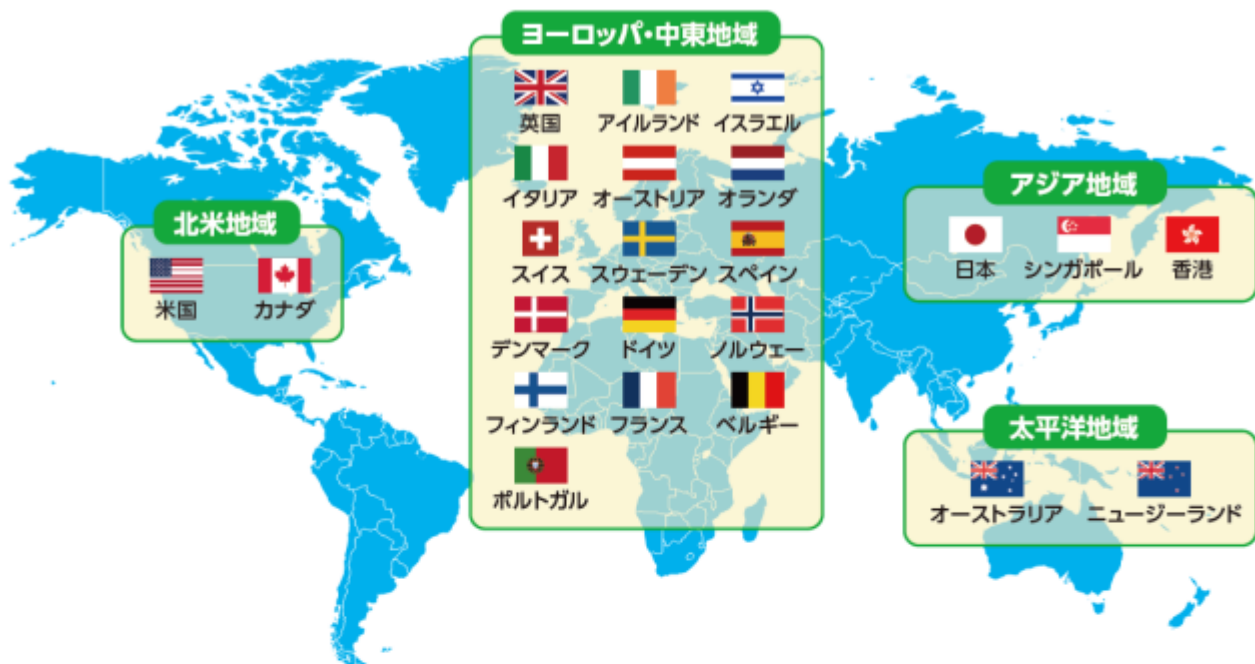 ヨーロッパ・中東地域
英国 アイルランド イスラエル
イタリア オーストリア オランダ
スイス スウェーデン スペイン
デンマーク ドイツ ノルウェー
フィンランド フランス ベルギー
ポルトガル
北米地域
米国 カナダ
アジア地域
日本 シンガポール 香港
太平洋地域
オーストラリア ニュージーランド